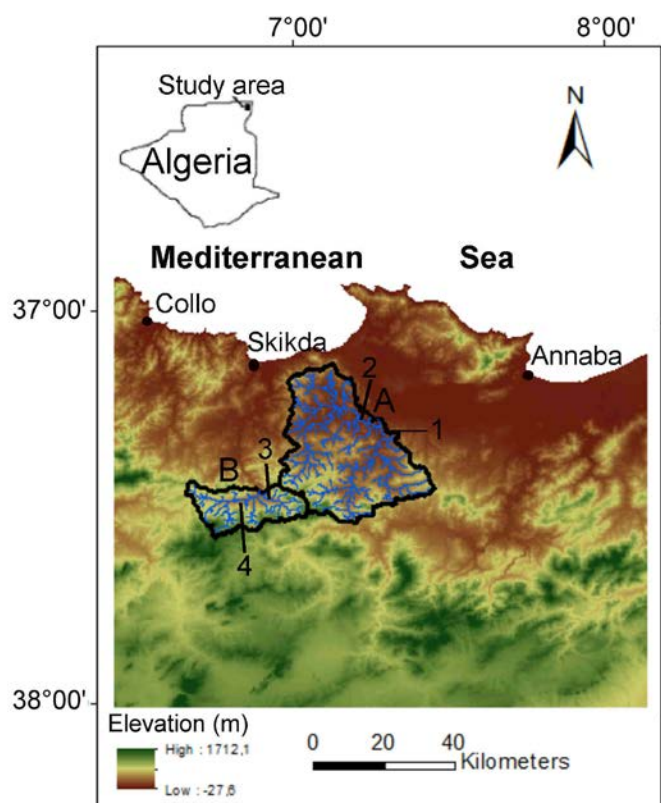 7°00'
8°00'
Study area
N
Algeria
Mediterranean Sea
37°00'
Collo
Skikda
Annaba
2
A
1
B
3
4
38°00'
Elevation (m)
High : 1712,1
Low : -27,6
0 20 40
Kilometers